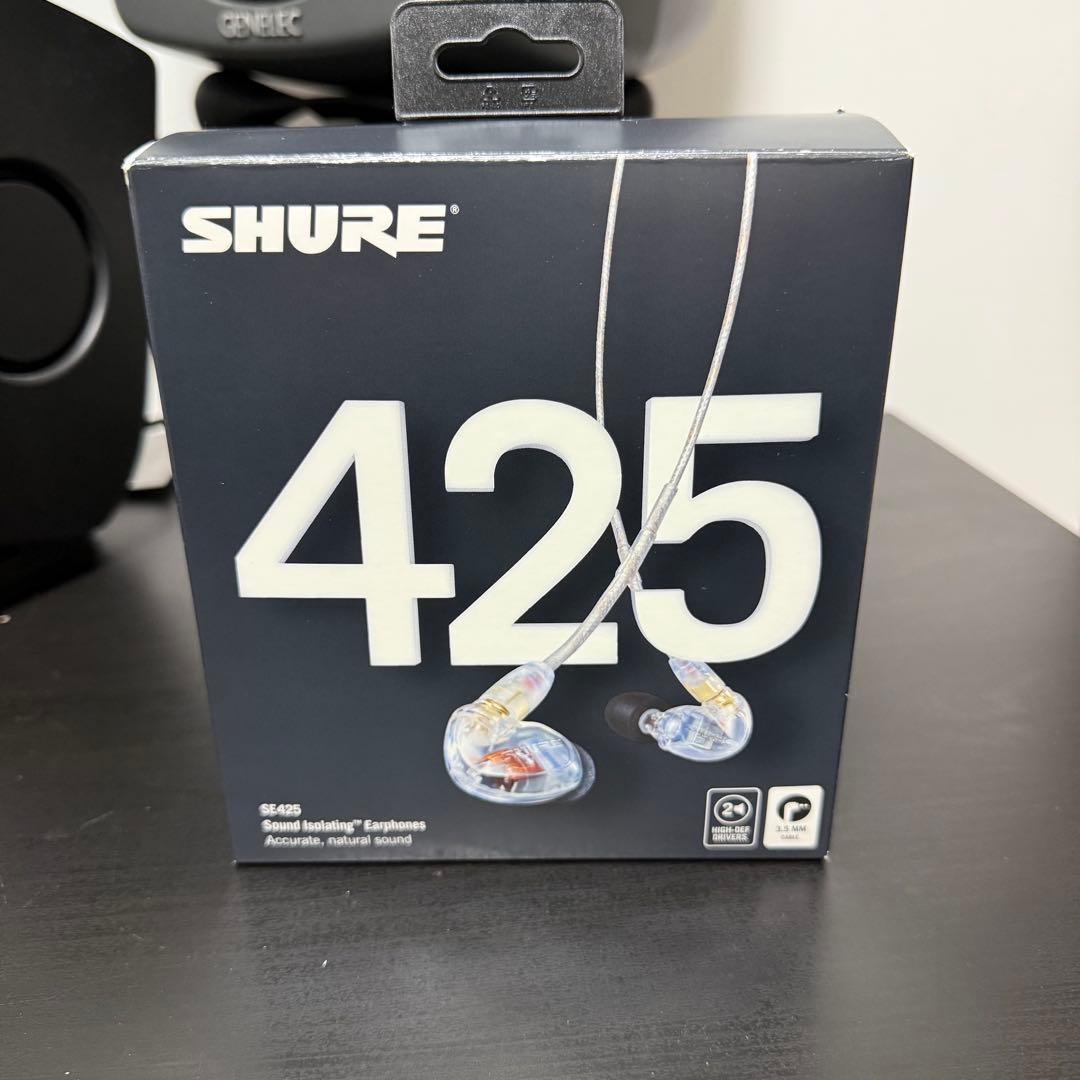 GENELEC
SHURE®
425
SE425
Sound Isolating™ Earphones
Accurate, natural sound
2
HIGH-DEF
DRIVERS
3.5 MM
CABLE